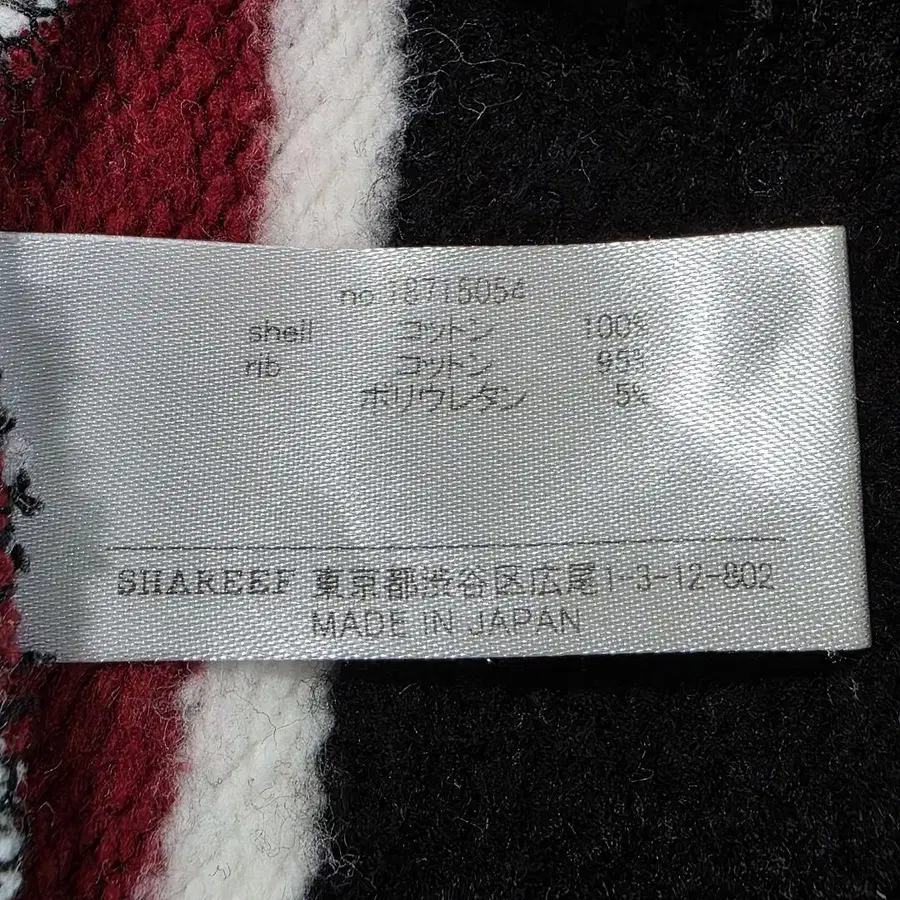 no.18715054
shell コットン 100%
rib コットン 95%
ポリウレタン 5%
SHAREEF 東京都渋谷区広尾1-3-12-802
MADE IN JAPAN